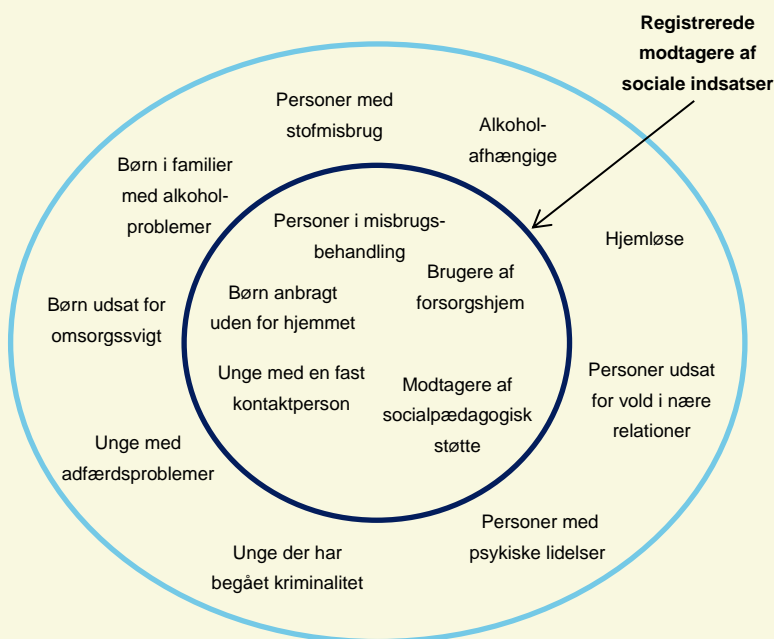 Registrerede
modtagere af
sociale indsatser
Personer med
stofmisbrug
Alkohol-
afhængige
Børn i familier
med alkohol-
problemer
Personer i misbrugs-
behandling
Hjemløse
Brugere af
forsorgshjem
Børn anbragt
uden for hjemmet
Børn udsat for
omsorgssvigt
Unge med en fast
kontaktperson
Modtagere af
socialpædagogisk
støtte
Personer udsat
for vold i nære
relationer
Unge med
adfærdsproblemer
Personer med
psykiske lidelser
Unge der har
begået kriminalitet